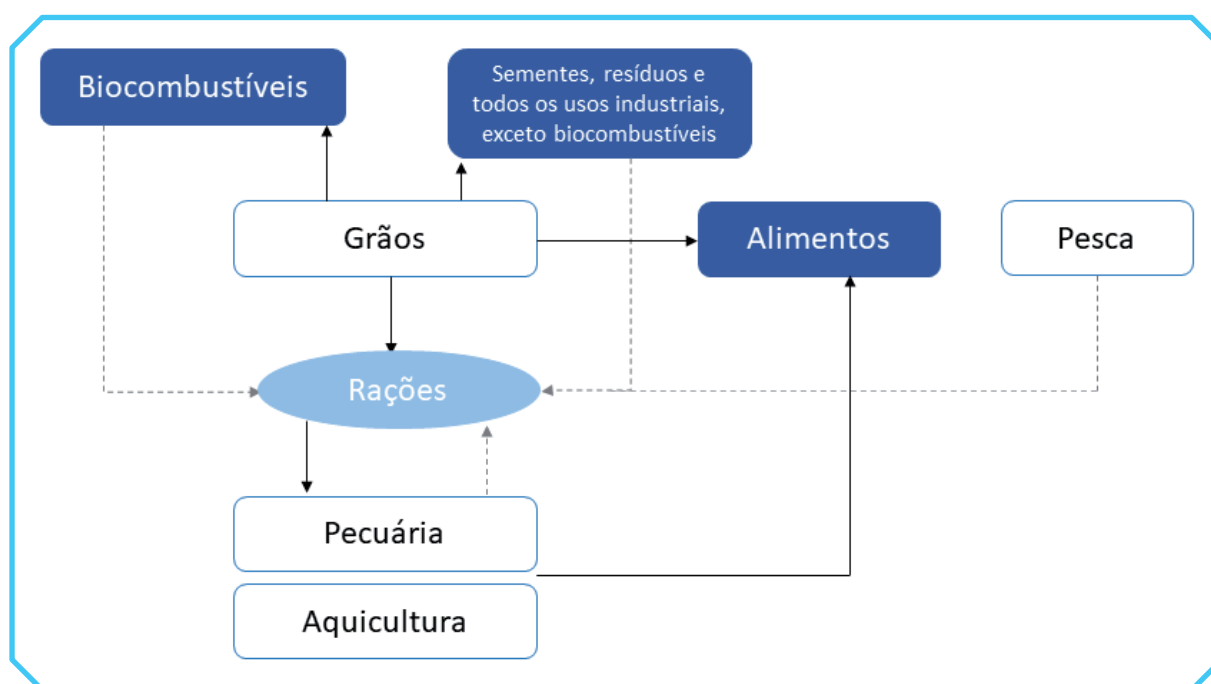 Biocombustíveis
Sementes, resíduos e
todos os usos industriais,
exceto biocombustíveis
Grãos
Alimentos
Pesca
Rações
Pecuária
Aquicultura